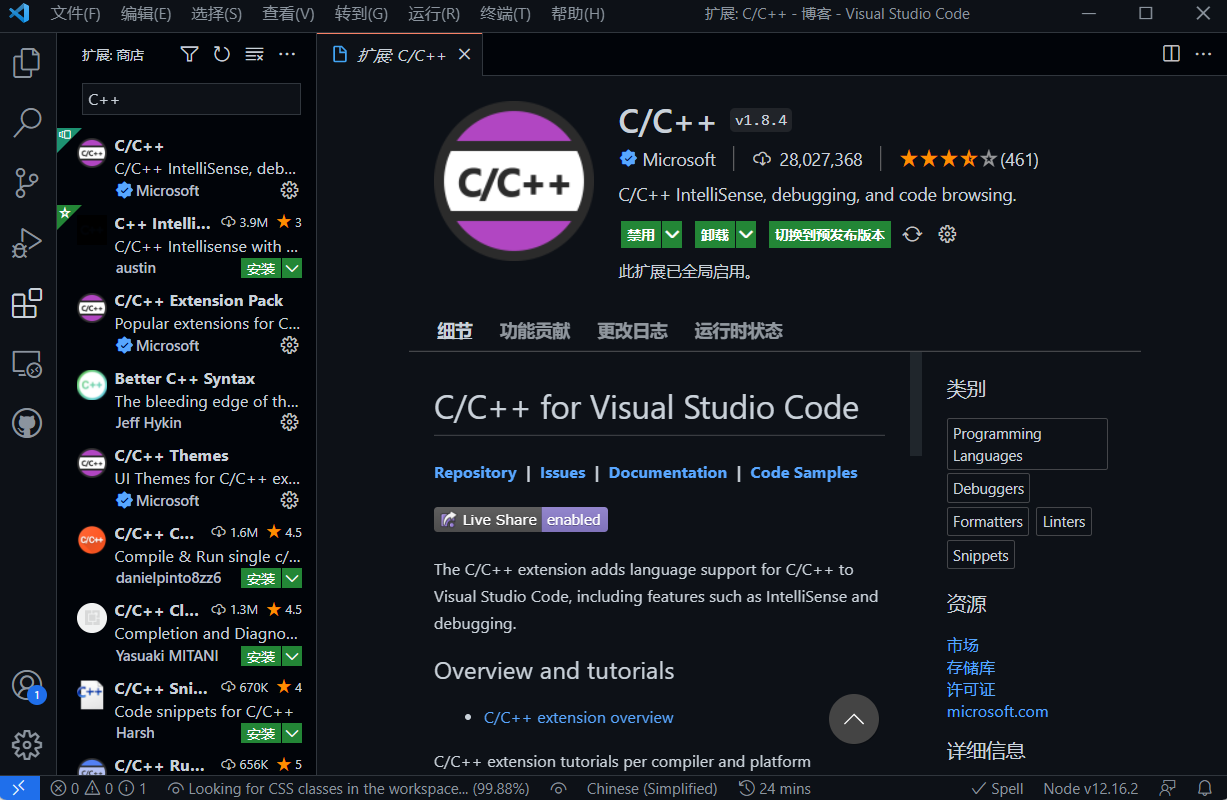 文件(F) 编辑(E) 选择(S) 查看(V) 转到(G) 运行(R) 终端(T) 帮助(H) 扩展: C/C++ - 博客 - Visual Studio Code
扩展: 商店
C++
C/C++
C/C++ IntelliSense, deb...
Microsoft
C++ Intelli... 3.9M 3
C/C++ Intellisense with ...
austin 安装
C/C++ Extension Pack
Popular extensions for C...
Microsoft
Better C++ Syntax
The bleeding edge of th...
Jeff Hykin
C/C++ Themes
UI Themes for C/C++ ex...
Microsoft
C/C++ C... 1.6M 4.5
Compile & Run single c/...
danielpinto8zz6 安装
C/C++ Cl... 1.3M 4.5
Completion and Diagno...
Yasuaki MITANI 安装
C/C++ Sni... 670K 4
Code snippets for C/C++
Harsh 安装
C/C++ Ru... 656K 5
扩展: C/C++
C/C++
C/C++ v1.8.4
Microsoft 28,027,368 (461)
C/C++ IntelliSense, debugging, and code browsing.
禁用 卸载 切换到预发布版本
此扩展已全局启用。
细节 功能贡献 更改日志 运行时状态
C/C++ for Visual Studio Code
Repository | Issues | Documentation | Code Samples
Live Share enabled
The C/C++ extension adds language support for C/C++ to
Visual Studio Code, including features such as IntelliSense and
debugging.
Overview and tutorials
• C/C++ extension overview
C/C++ extension tutorials per compiler and platform
类别
Programming
Languages
Debuggers
Formatters Linters
Snippets
资源
市场
存储库
许可证
microsoft.com
详细信息
1
0 0 1 Looking for CSS classes in the workspace... (99.88%) Chinese (Simplified) 24 mins Spell Node v12.16.2